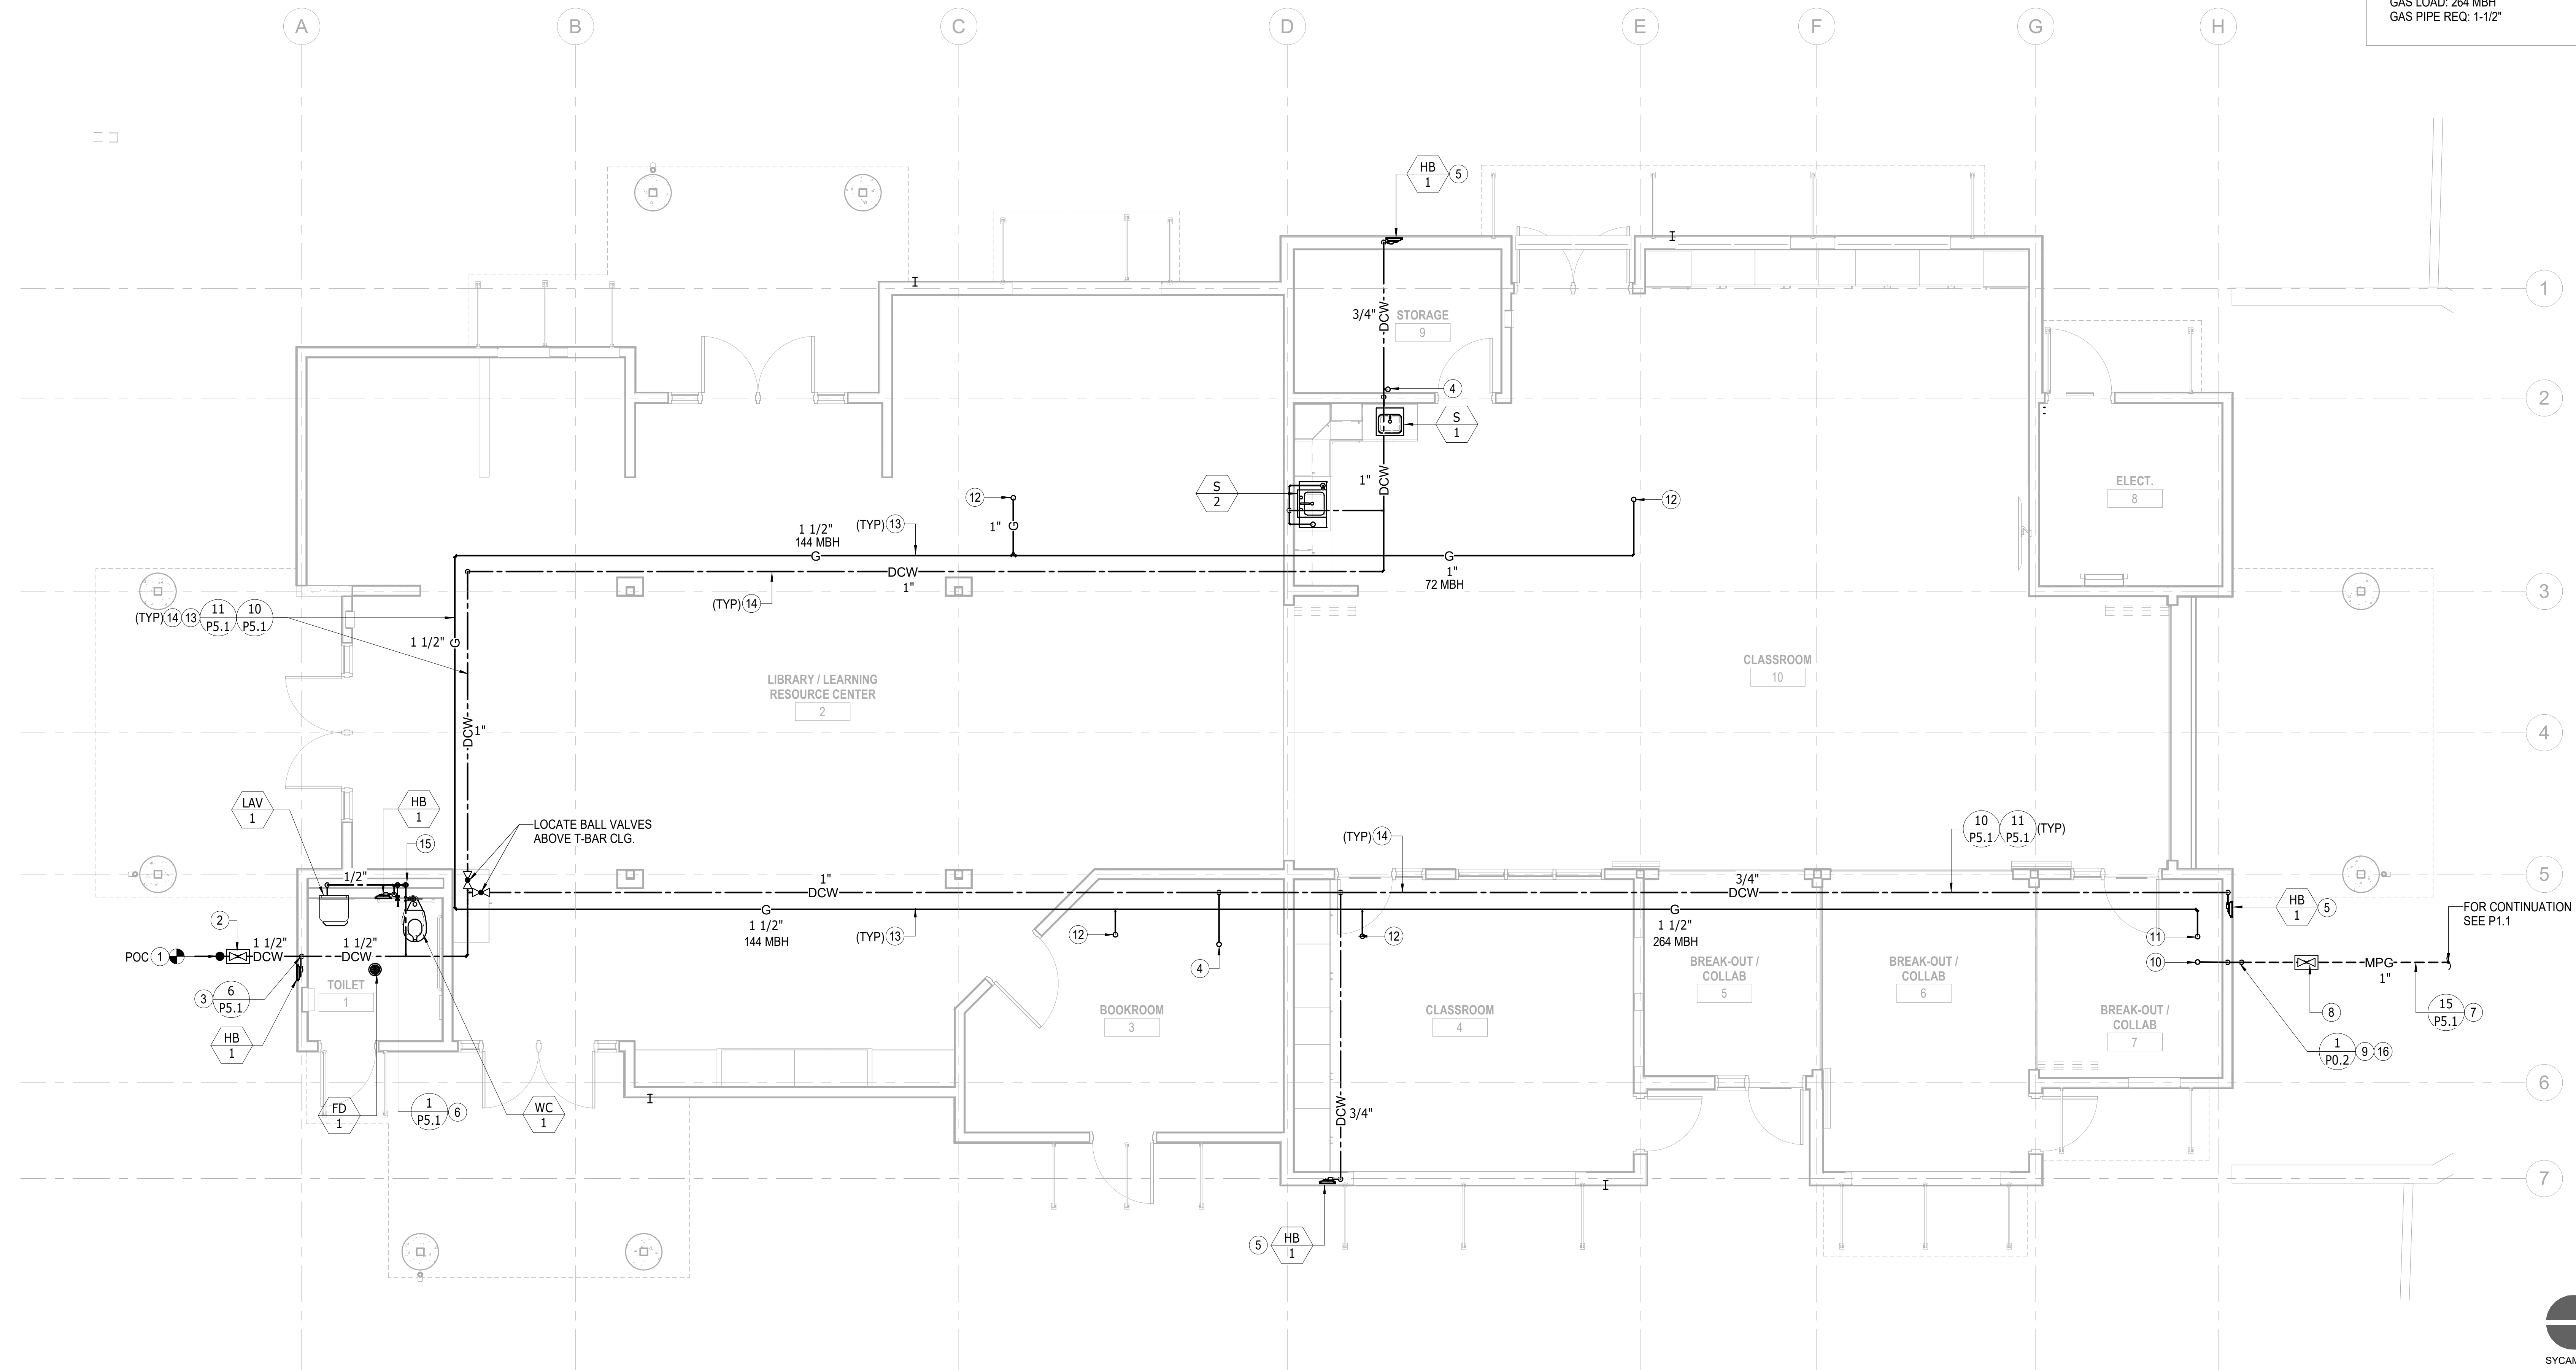 GAS LOAD: 264 MBH
GAS PIPE REQ: 1-1/2"
A
B
C
D
E
F
G
H
HB
1
5
1
3/4"
DCW
STORAGE
9
4
2
S
1
1"
DCW
S
2
12
1"
G
12
ELECT.
8
1 1/2"
144 MBH
G
(TYP) 13
G
1"
72 MBH
DCW
1"
(TYP) 14
3
(TYP) 14 13
11
P5.1
10
P5.1
1 1/2"
G
CLASSROOM
10
LIBRARY / LEARNING
RESOURCE CENTER
2
DCW
1"
4
LAV
1
HB
1
15
LOCATE BALL VALVES
ABOVE T-BAR CLG.
(TYP) 14
10
P5.1
11
P5.1
(TYP)
1/2"
1"
DCW
3/4"
DCW
5
G
1 1/2"
144 MBH
(TYP) 13
12
12
G
1 1/2"
264 MBH
HB
1
5
FOR CONTINUATION
SEE P1.1
2
POC 1
1 1/2"
DCW
1 1/2"
DCW
4
11
10
MPG
1"
3
6
P5.1
TOILET
1
HB
1
BREAK-OUT /
COLLAB
5
BREAK-OUT /
COLLAB
6
8
15
P5.1
7
BOOKROOM
3
CLASSROOM
4
BREAK-OUT /
COLLAB
7
1
P0.2
9 16
6
FD
1
1
P5.1
6
WC
1
DCW
3/4"
7
5
HB
1